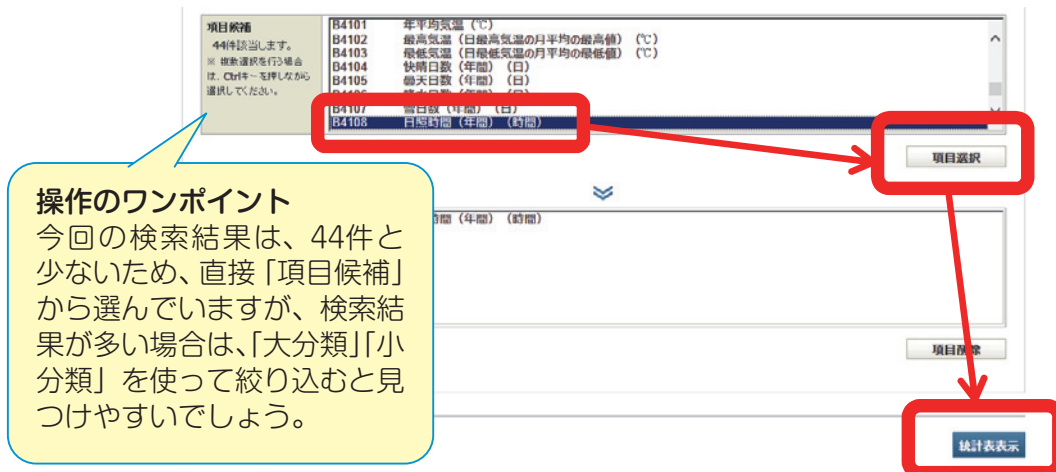 項目候補
44件該当します。
※ 複数選択を行う場合
は、Ctrlキーを押しながら
選択してください。
B4101 年平均気温（℃）
B4102 最高気温（日最高気温の月平均の最高値）（℃）
B4103 最低気温（日最低気温の月平均の最低値）（℃）
B4104 快晴日数（年間）（日）
B4105 曇天日数（年間）（日）
B4107 雪日数（年間）（日）
B4108 日照時間（年間）（時間）
項目選択
時間（年間）（時間）
操作のワンポイント
今回の検索結果は、44件と
少ないため、直接「項目候補」
から選んでいますが、検索結
果が多い場合は、「大分類」「小
分類」を使って絞り込むと見
つけやすいでしょう。
項目削除
統計表表示